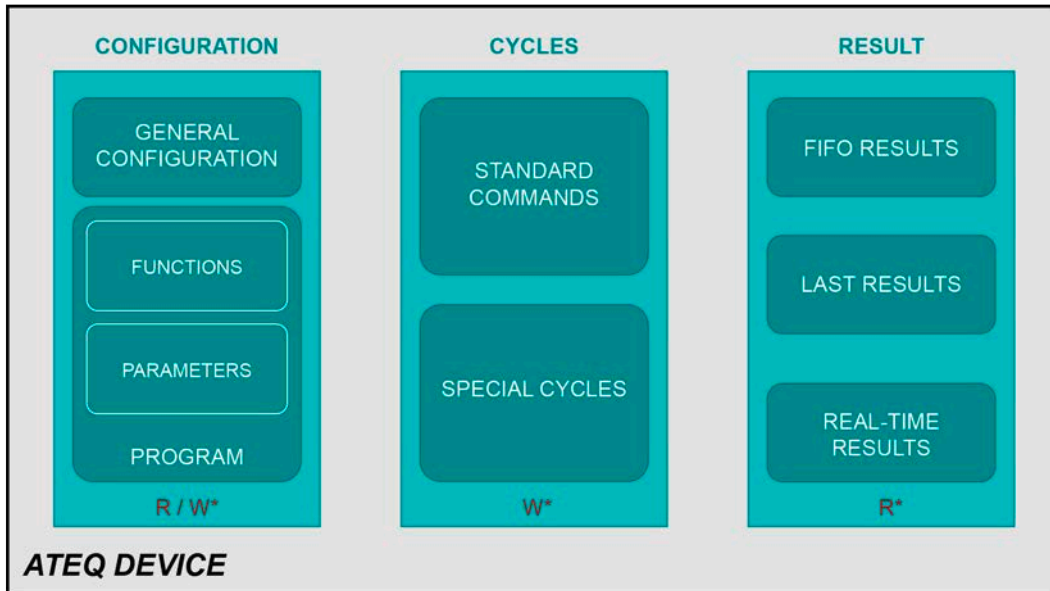 CONFIGURATION
GENERAL
CONFIGURATION
FUNCTIONS
PARAMETERS
PROGRAM
R / W*
CYCLES
STANDARD
COMMANDS
SPECIAL CYCLES
W*
RESULT
FIFO RESULTS
LAST RESULTS
REAL-TIME
RESULTS
R*
ATEQ DEVICE